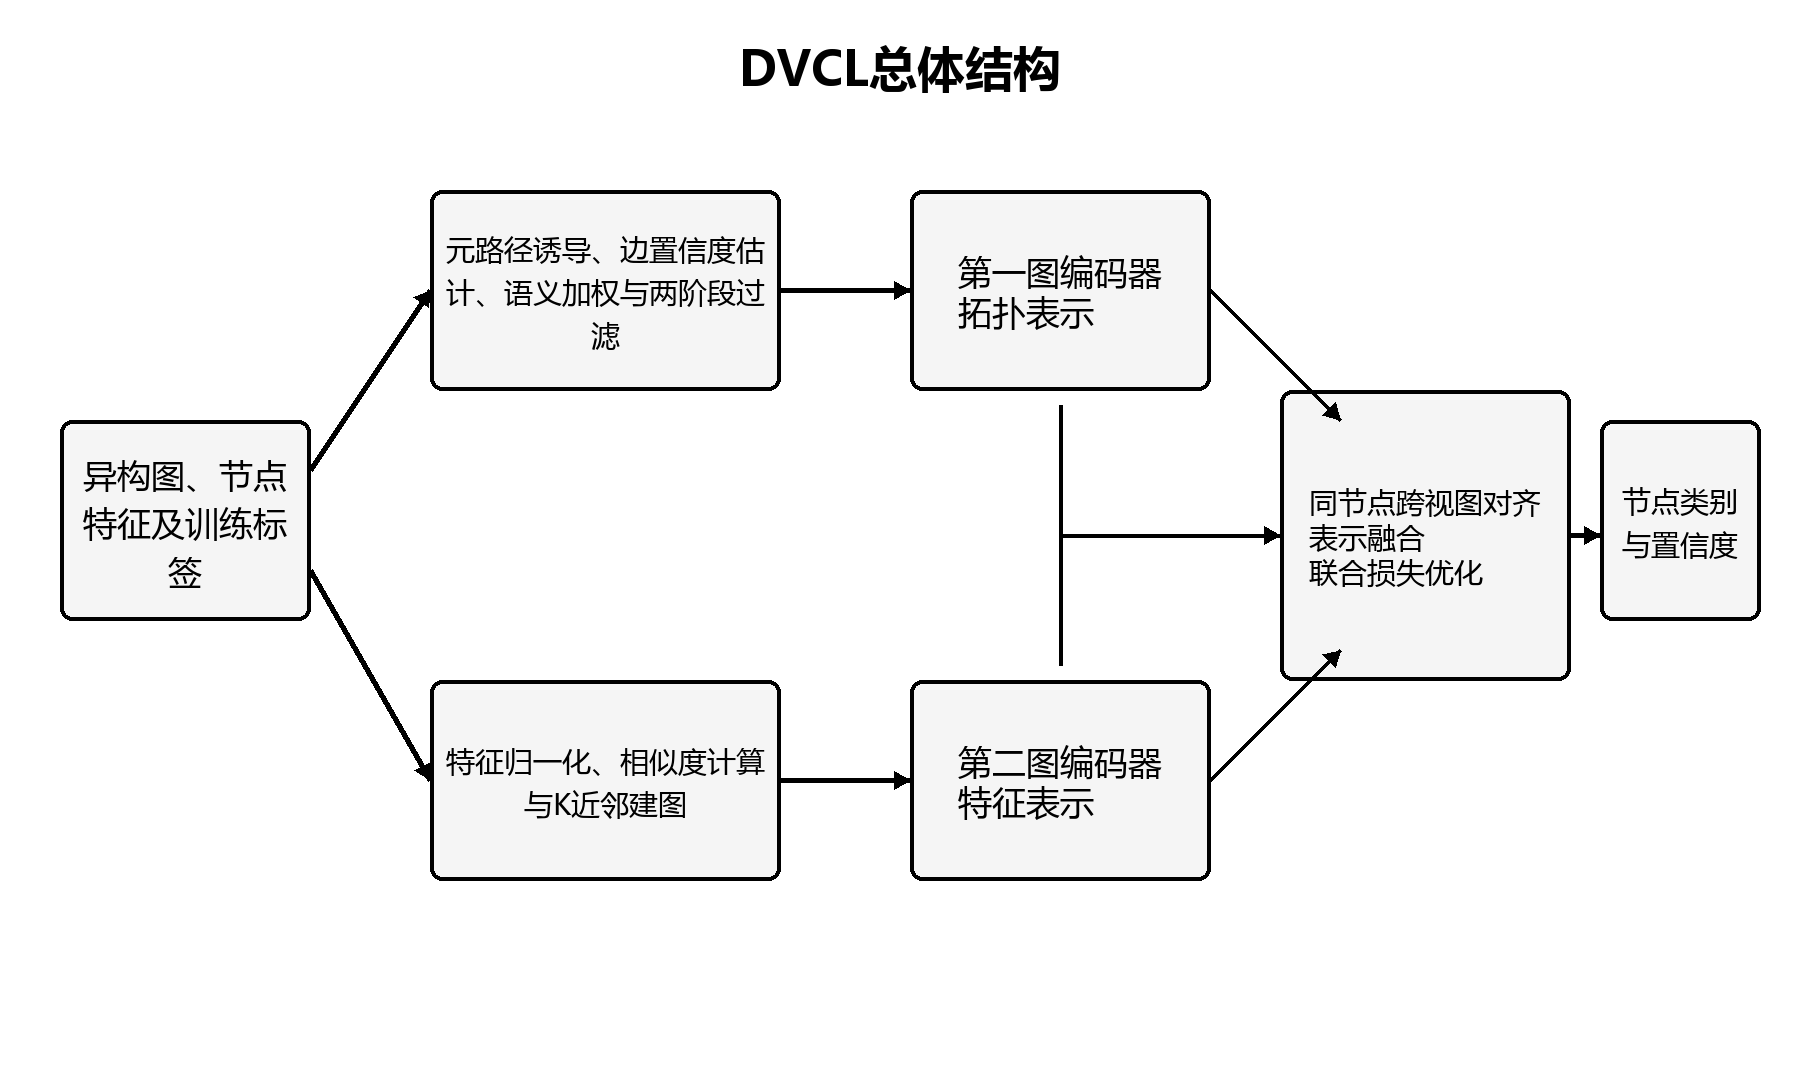 DVCL总体结构
元路径诱导、边置信度估
计、语义加权与两阶段过
滤
第一图编码器
拓扑表示
异构图、节点
特征及训练标
签
同节点跨视图对齐
表示融合
联合损失优化
节点类别
与置信度
特征归一化、相似度计算
与K近邻建图
第二图编码器
特征表示